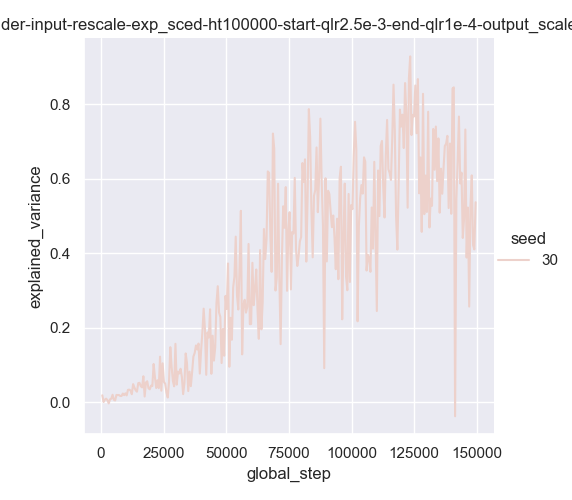 der-input-rescale-exp_sced-ht100000-start-qlr2.5e-3-end-qlr1e-4-output_scale
explained_variance
0.8
0.6
0.4
0.2
0.0
0 25000 50000 75000 100000 125000 150000
global_step
seed
30